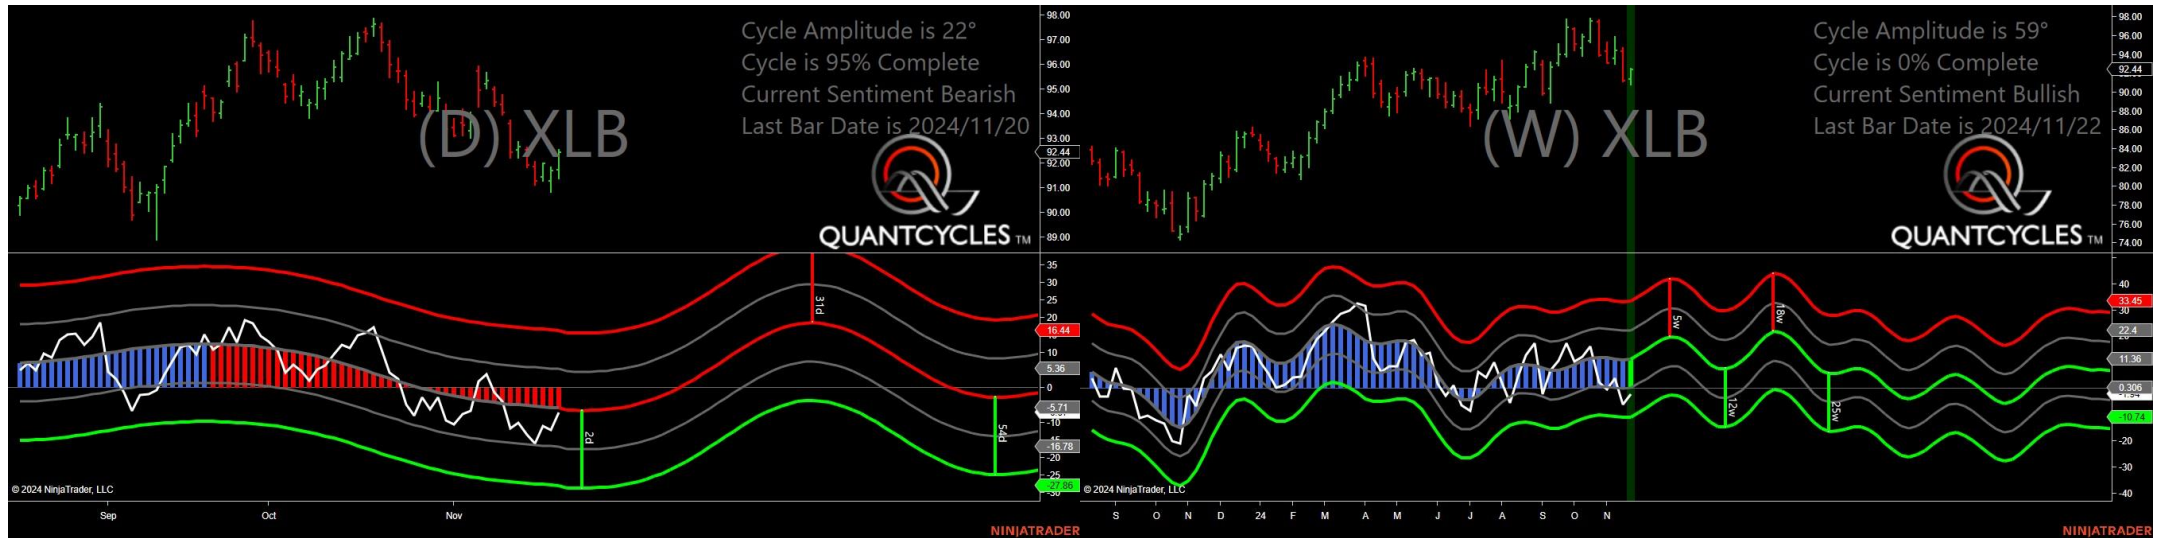 Cycle Amplitude is 22°
Cycle is 95% Complete
Current Sentiment Bearish
Last Bar Date is 2024/11/20
(D) XLB
QUANTCYCLES TM
98.00
97.00
96.00
95.00
94.00
93.00
92.44
92.00
91.00
90.00
89.00
35
30
25
20
16.44
10
5.36
0
-5.71
-10
-16.78
-20
-25
-27.86
-30
31d
2d
54d
© 2024 NinjaTrader, LLC
Sep Oct Nov
NINJATRADER
Cycle Amplitude is 59°
Cycle is 0% Complete
Current Sentiment Bullish
Last Bar Date is 2024/11/22
(W) XLB
QUANTCYCLES TM
98.00
96.00
94.00
92.44
90.00
88.00
86.00
84.00
82.00
80.00
78.00
76.00
74.00
40
33.45
30
22.4
11.36
0.306
-1.94
-10.74
-20
-30
-40
5w
18w
12w
25w
© 2024 NinjaTrader, LLC
S O N D 24 F M A M J J A S O N
NINJATRADER